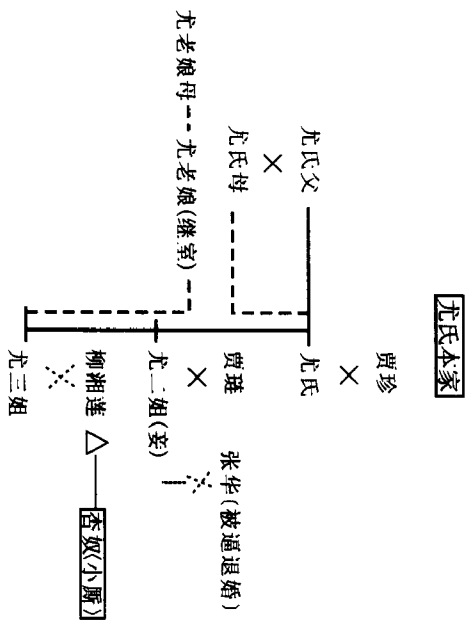 尤氏本家
贾珍
尤氏父
尤氏
尤氏母
贾琏
张华(被逼退婚)
尤老娘母
尤老娘(继室)
尤二姐(妾)
柳湘莲
杏奴(小厮)
尤三姐